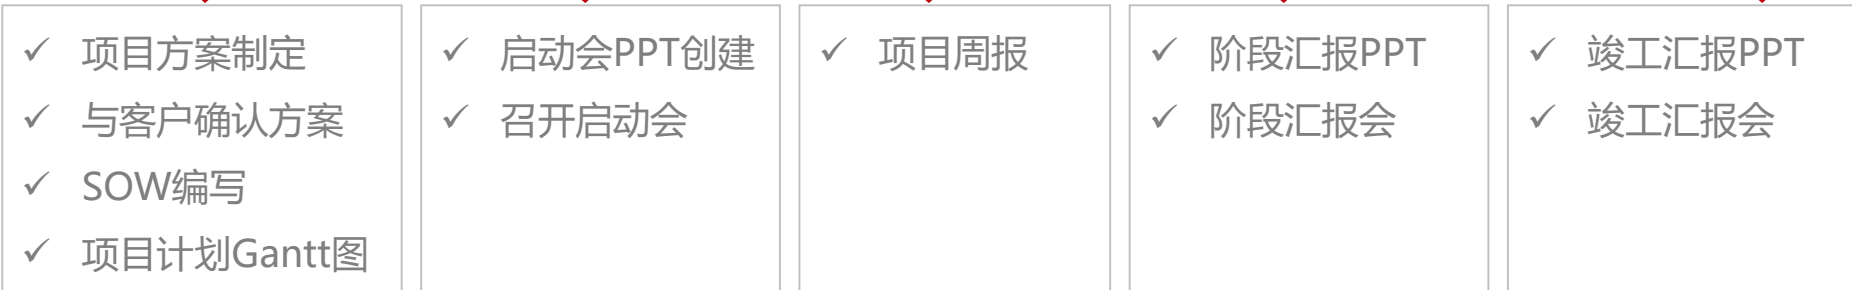 ✓ 项目方案制定
✓ 与客户确认方案
✓ SOW编写
✓ 项目计划Gantt图
✓ 启动会PPT创建
✓ 召开启动会
✓ 项目周报
✓ 阶段汇报PPT
✓ 阶段汇报会
✓ 竣工汇报PPT
✓ 竣工汇报会